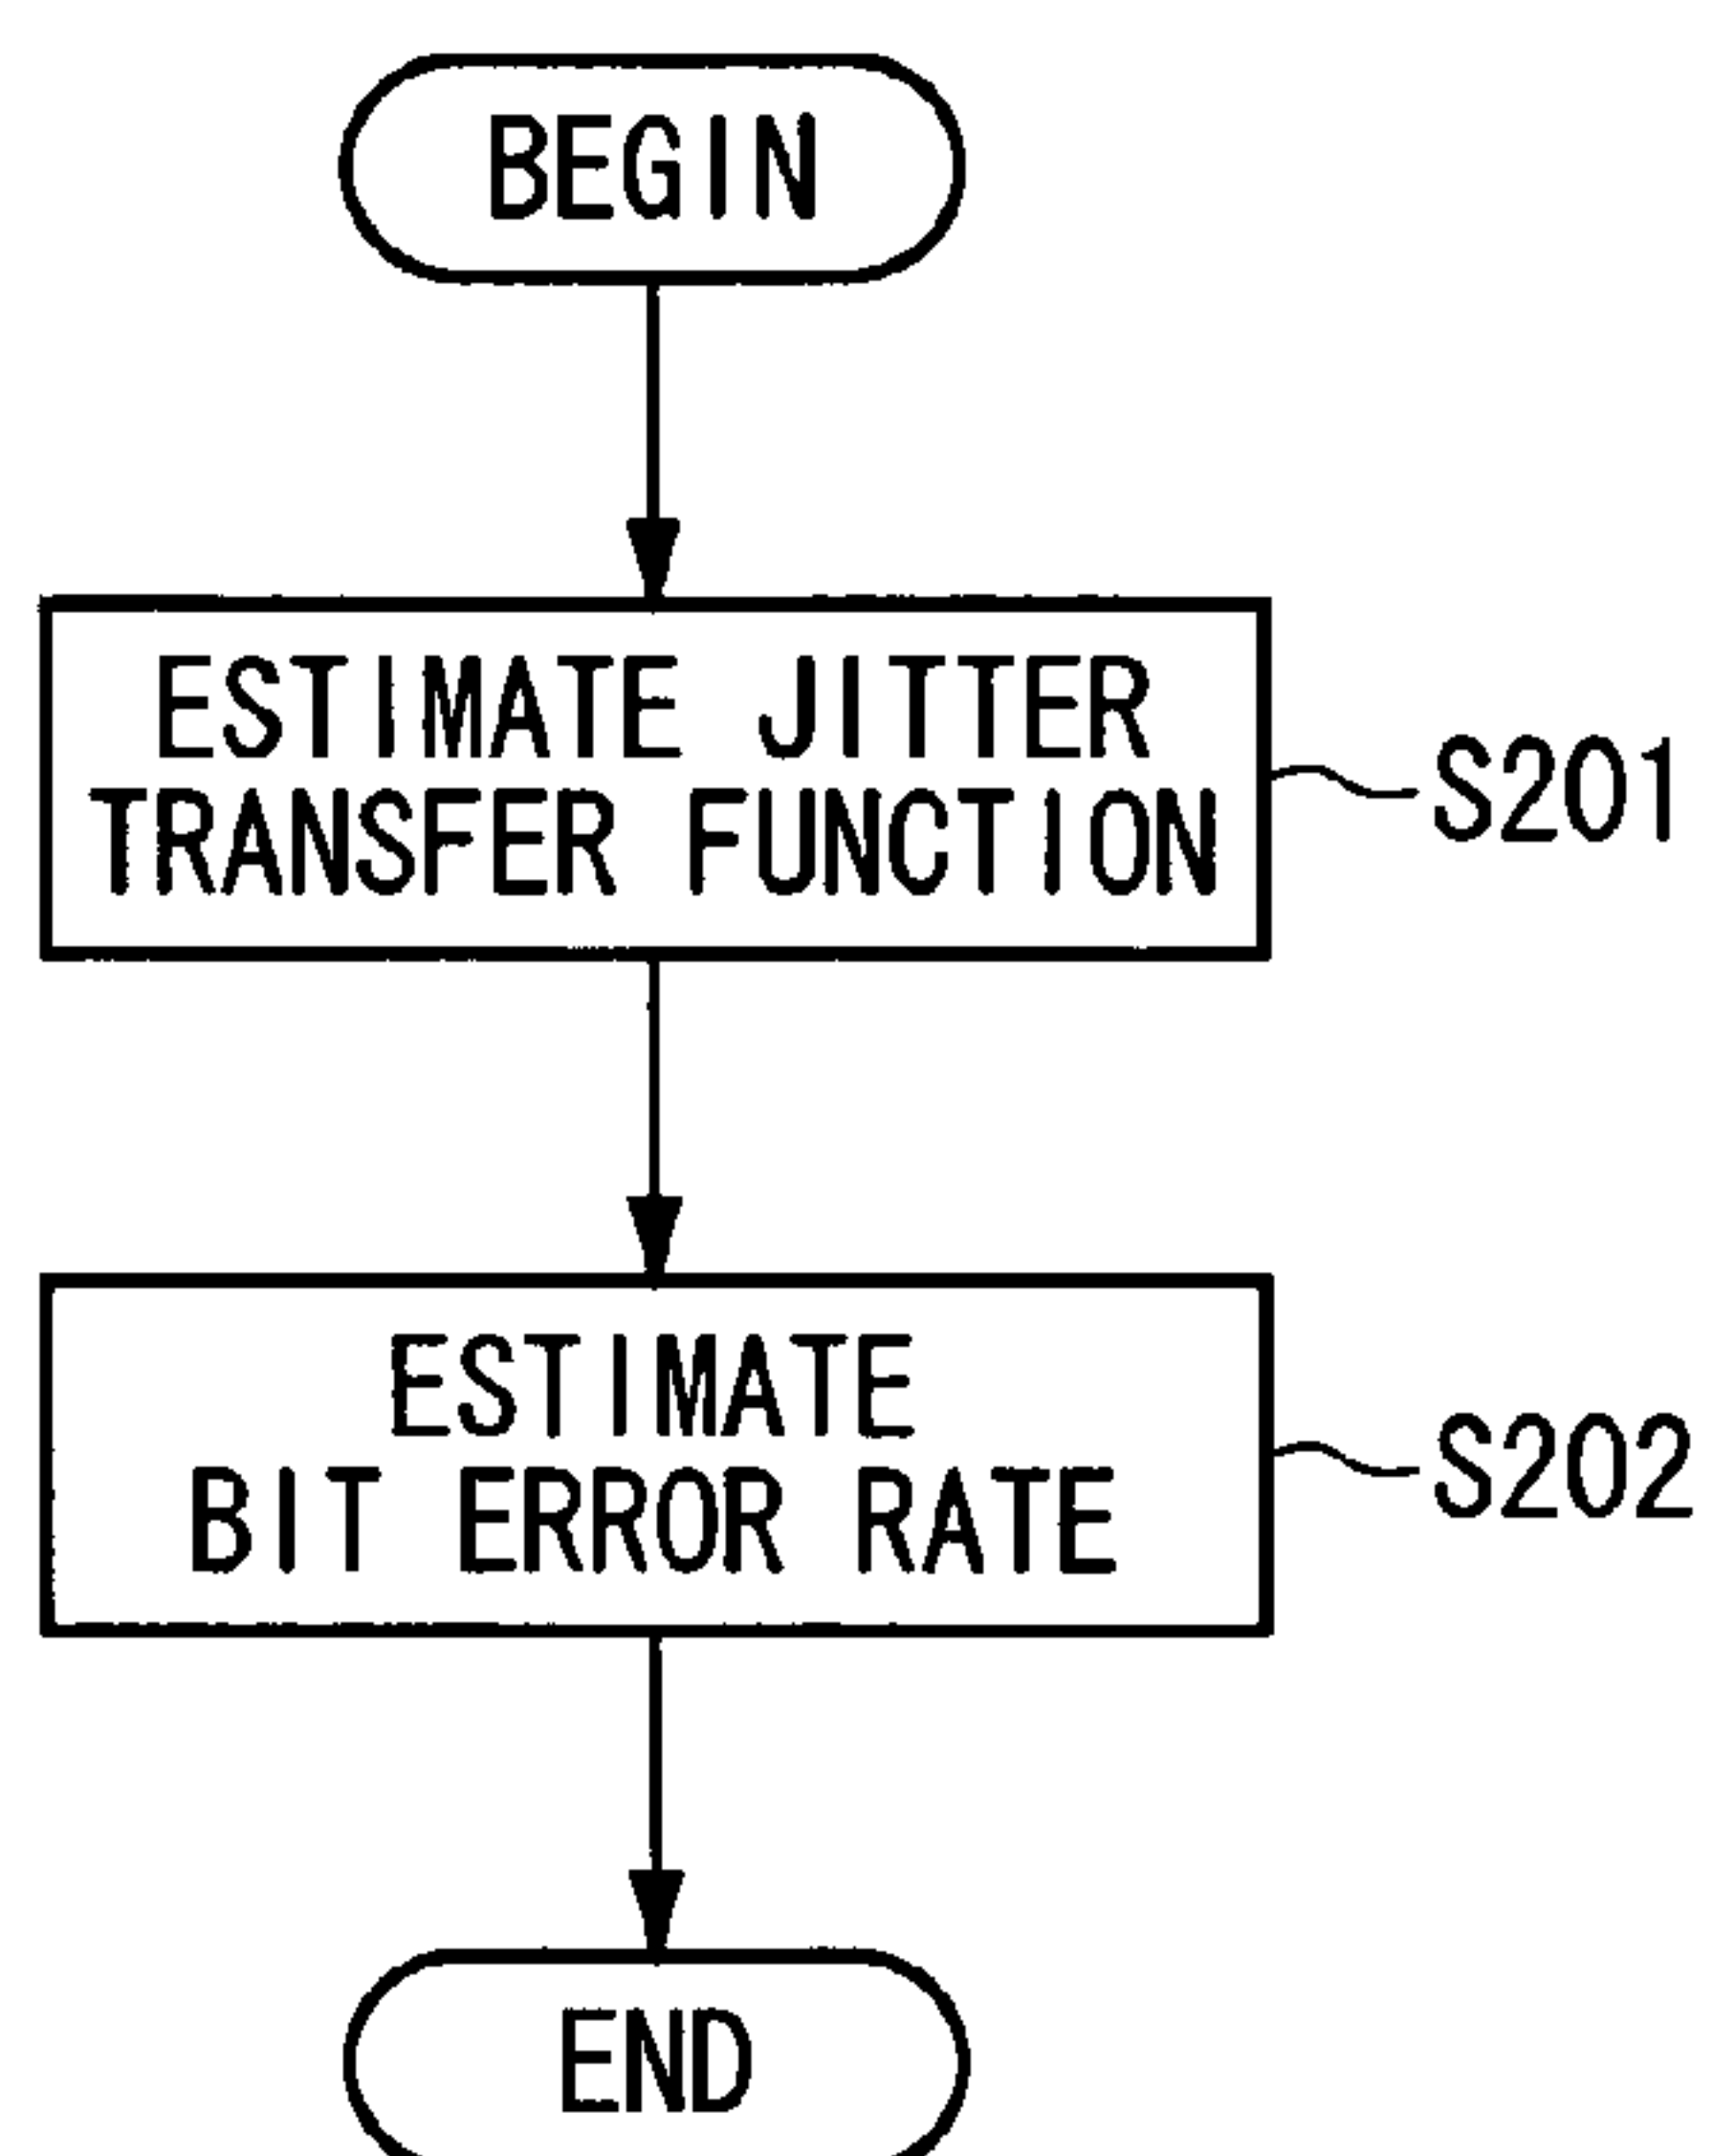 BEGIN
ESTIMATE JITTER
TRANSFER FUNCTION
S201
ESTIMATE
BIT ERROR RATE
S202
END